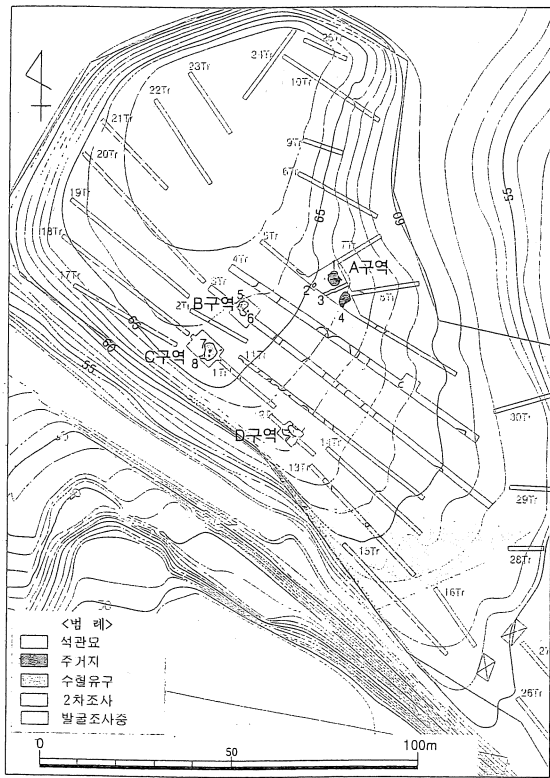 25Tr
24Tr
23Tr
10Tr
22Tr
21Tr
9Tr
20Tr
6Tr
65
60
55
19Tr
5Tr
7Tr
18Tr
4Tr
1
A구역
2
3
8Tr
17Tr
3Tr
5
4
2Tr
B구역
6
65
7
C구역
8
1Tr
11Tr
60
55
D구역
30Tr
14Tr
13Tr
29Tr
15Tr
28Tr
16Tr
26Tr
<범 례>
석관묘
주거지
수혈유구
2차조사
발굴조사중
0
50
100m